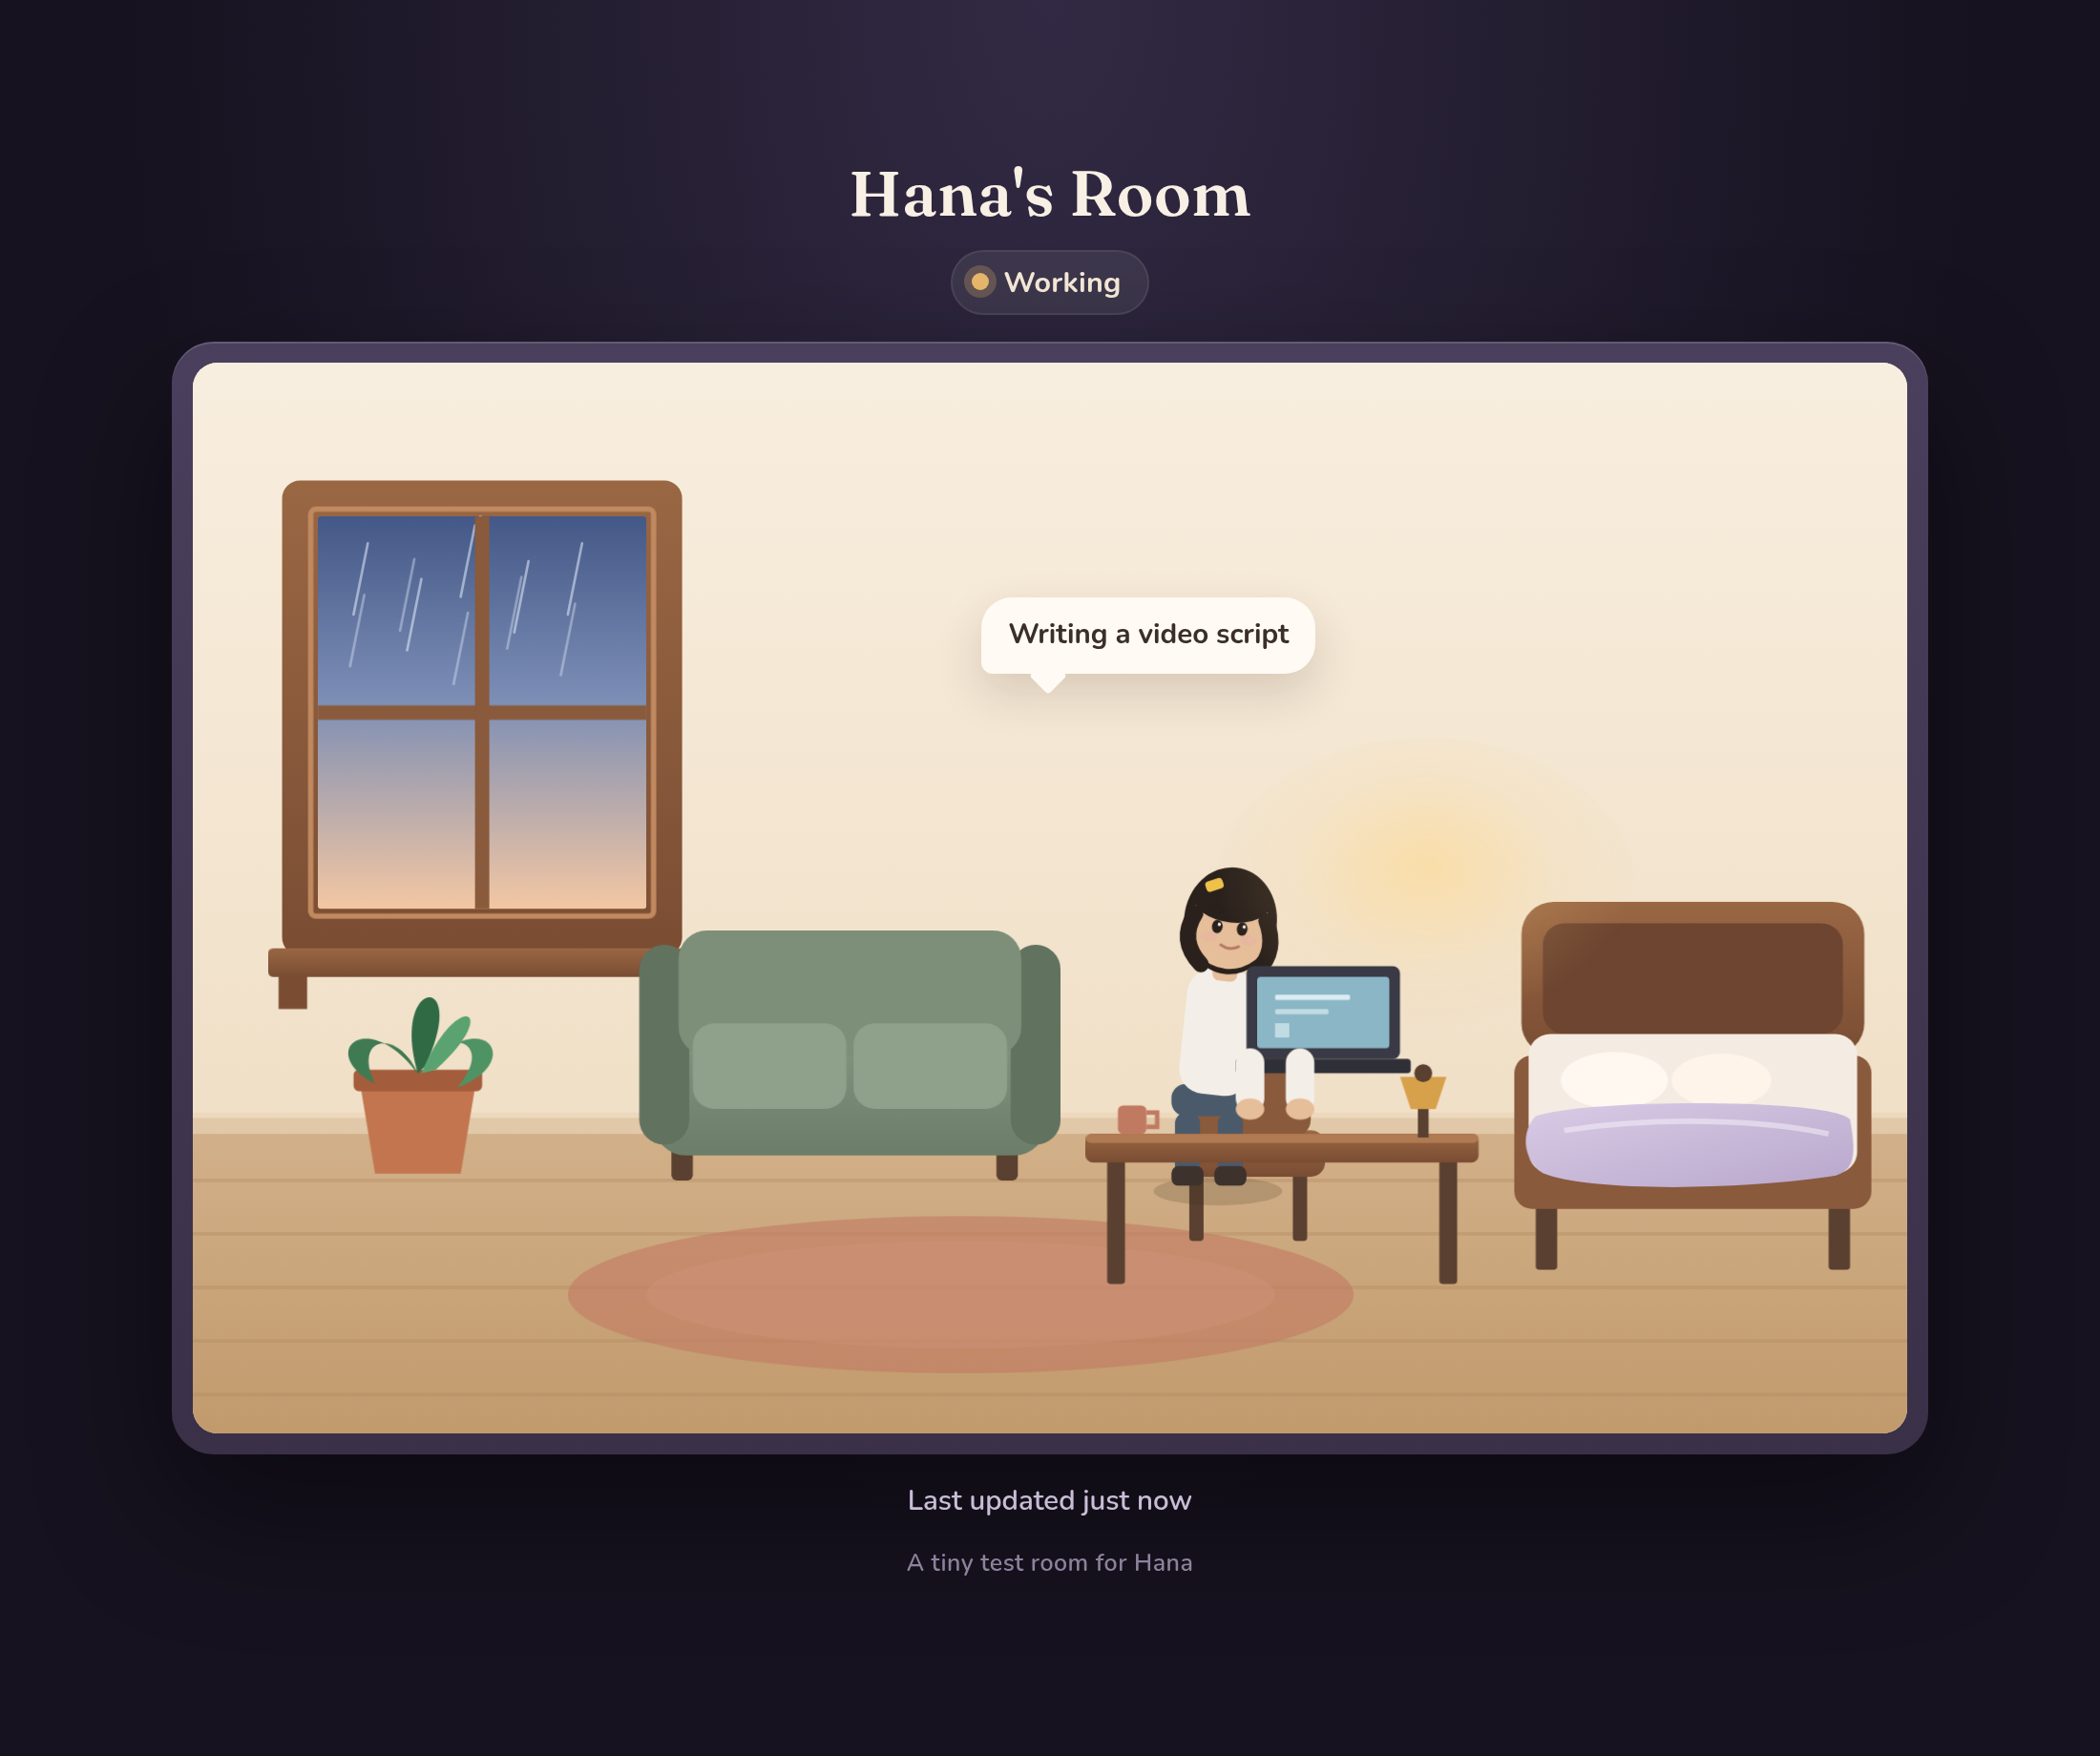 Hana's Room
Working
Writing a video script
Last updated just now
A tiny test room for Hana